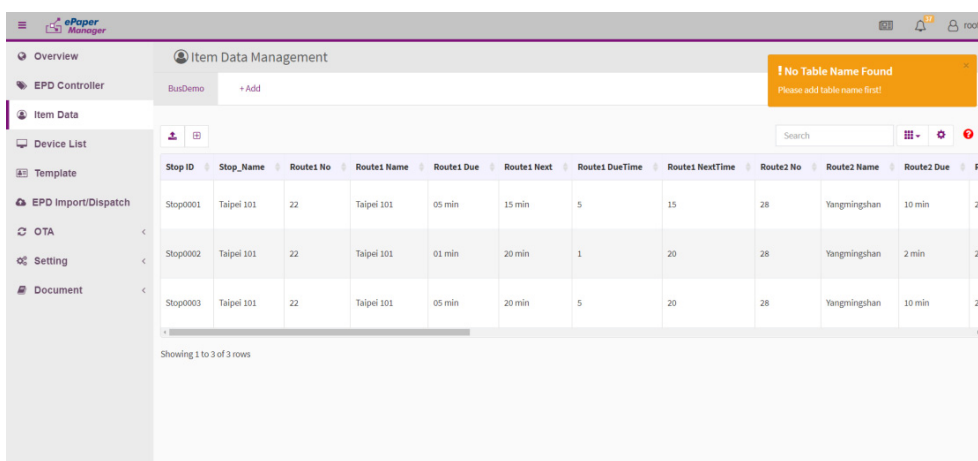 ePaper
Manager
17
roo
Overview
EPD Controller
Item Data
Device List
Template
EPD Import/Dispatch
OTA
Setting
Document
Item Data Management
! No Table Name Found
×
Please add table name first!
BusDemo
+ Add
Search
?
Stop ID Stop_Name Route1 No Route1 Name Route1 Due Route1 Next Route1 DueTime Route1 NextTime Route2 No Route2 Name Route2 Due
Stop0001 Taipei 101 22 Taipei 101 05 min 15 min 5 15 28 Yangmingshan 10 min 2
Stop0002 Taipei 101 22 Taipei 101 01 min 20 min 1 20 28 Yangmingshan 2 min 2
Stop0003 Taipei 101 22 Taipei 101 05 min 20 min 5 20 28 Yangmingshan 10 min 2
Showing 1 to 3 of 3 rows